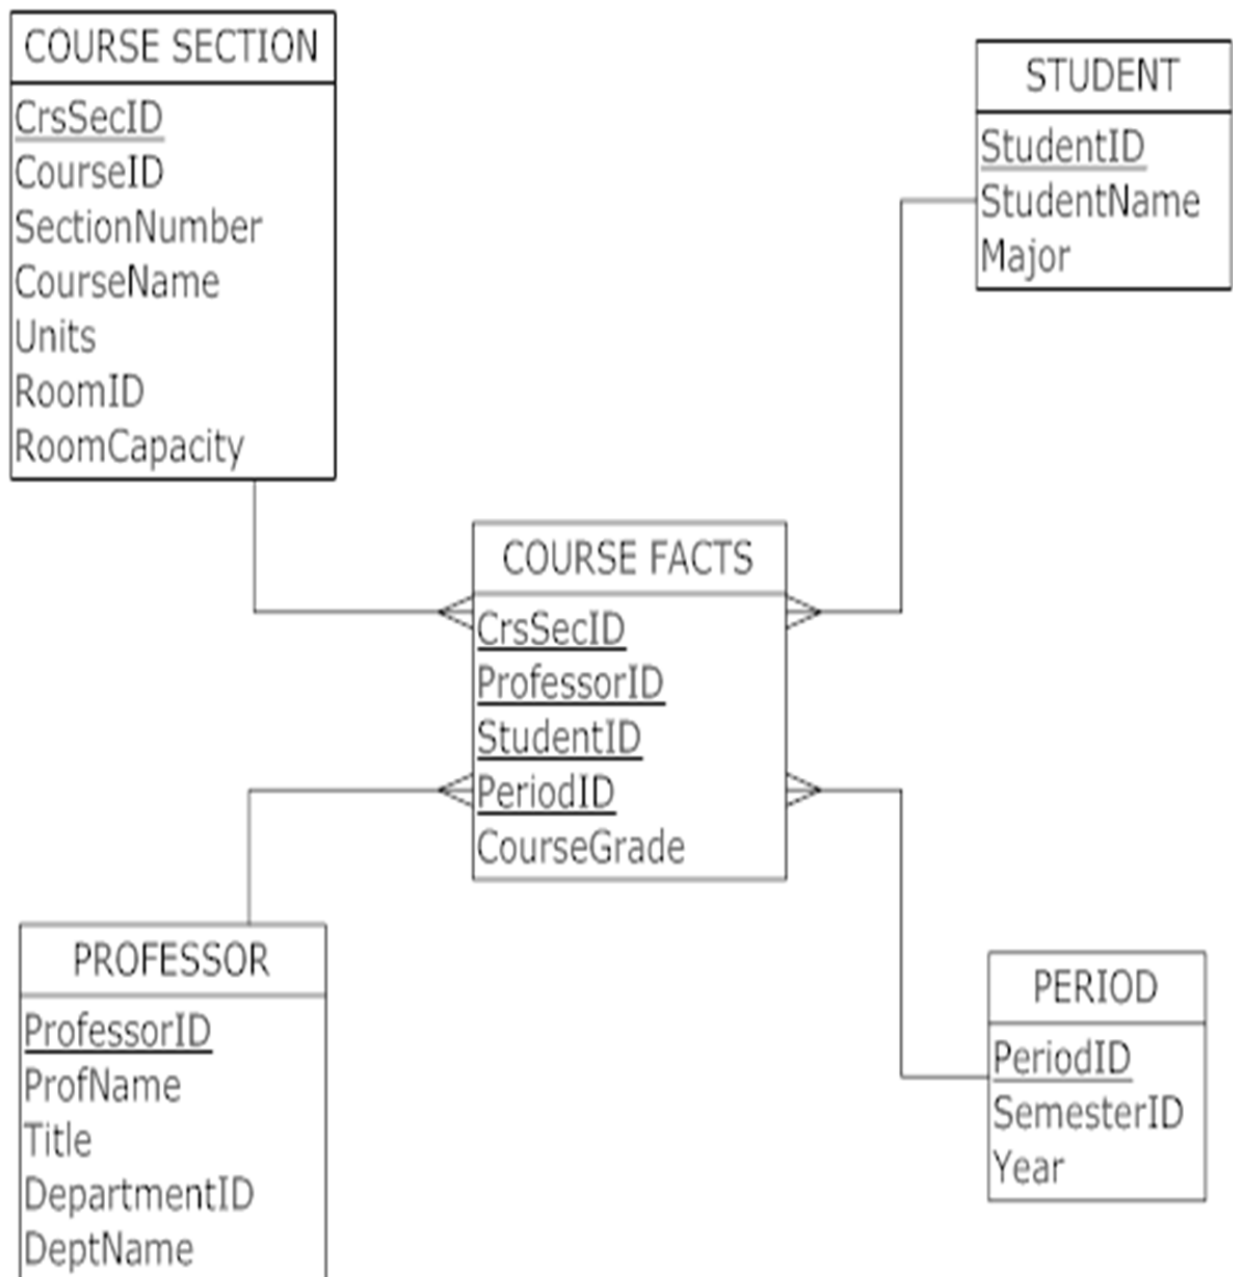 COURSE SECTION
CrsSecID
CourseID
SectionNumber
CourseName
Units
RoomID
RoomCapacity
STUDENT
StudentID
StudentName
Major
COURSE FACTS
CrsSecID
ProfessorID
StudentID
PeriodID
CourseGrade
PROFESSOR
ProfessorID
ProfName
Title
DepartmentID
DeptName
PERIOD
PeriodID
SemesterID
Year